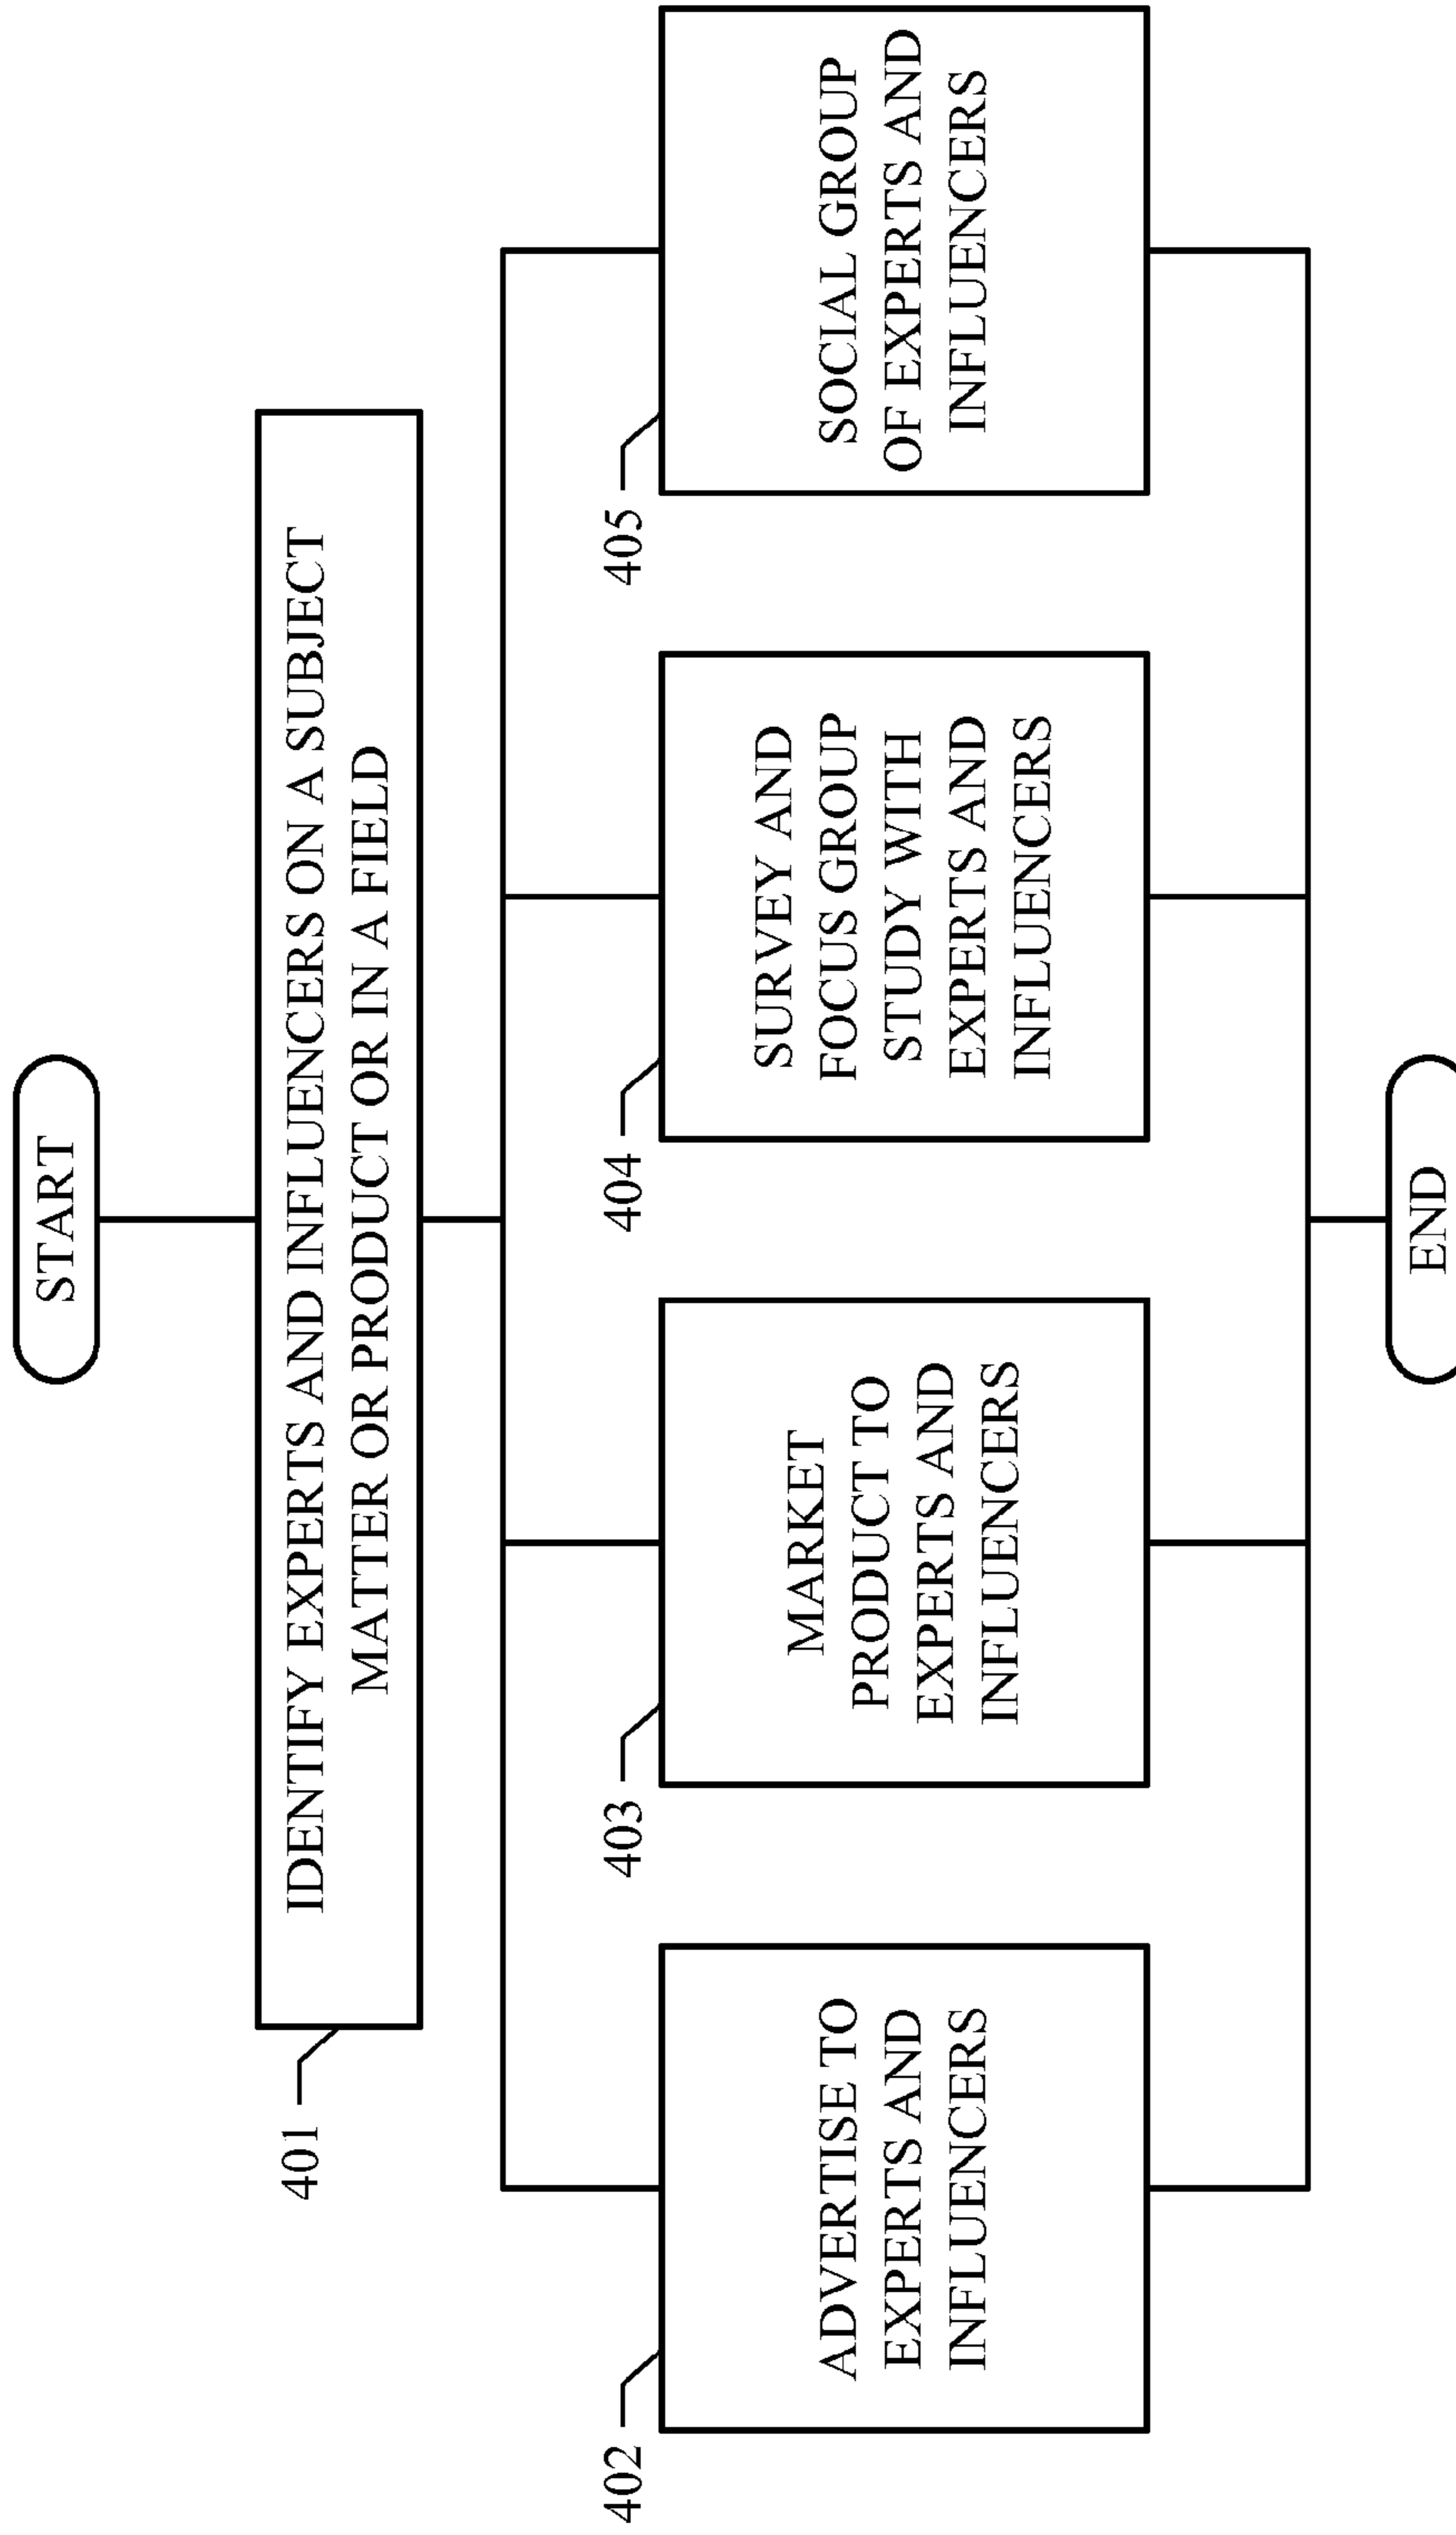 START
401
IDENTIFY EXPERTS AND INFLUENCERS ON A SUBJECT
MATTER OR PRODUCT OR IN A FIELD
402
ADVERTISE TO
EXPERTS AND
INFLUENCERS
403
MARKET
PRODUCT TO
EXPERTS AND
INFLUENCERS
404
SURVEY AND
FOCUS GROUP
STUDY WITH
EXPERTS AND
INFLUENCERS
405
SOCIAL GROUP
OF EXPERTS AND
INFLUENCERS
END